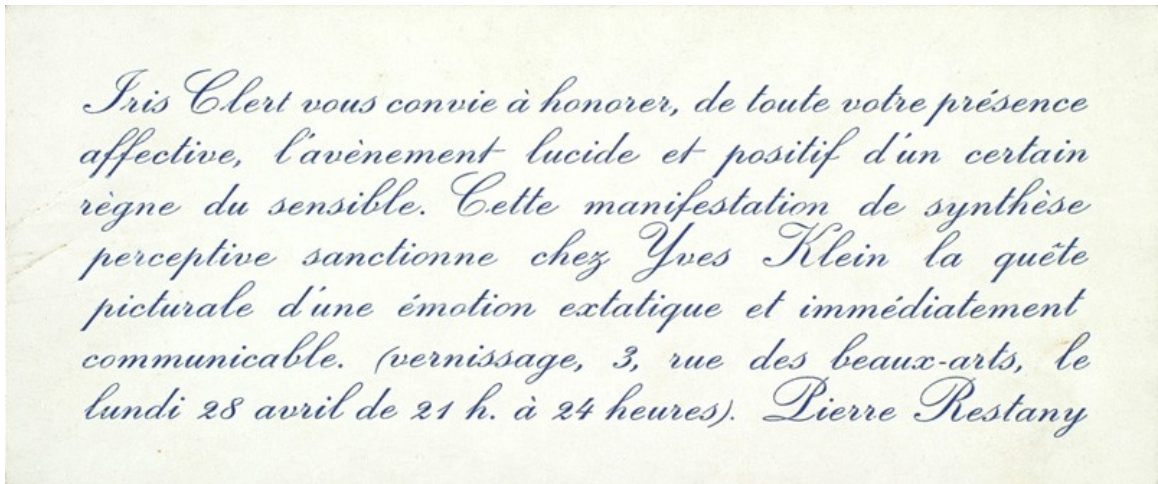 Iris Clert vous convie à honorer, de toute votre présence
affective, l'avènement lucide et positif d'un certain
règne du sensible. Cette manifestation de synthèse
perceptive sanctionne chez Yves Klein la quête
picturale d'une émotion extatique et immédiatement
communicable. (vernissage, 3, rue des beaux-arts, le
lundi 28 avril de 21 h. à 24 heures). Pierre Restany